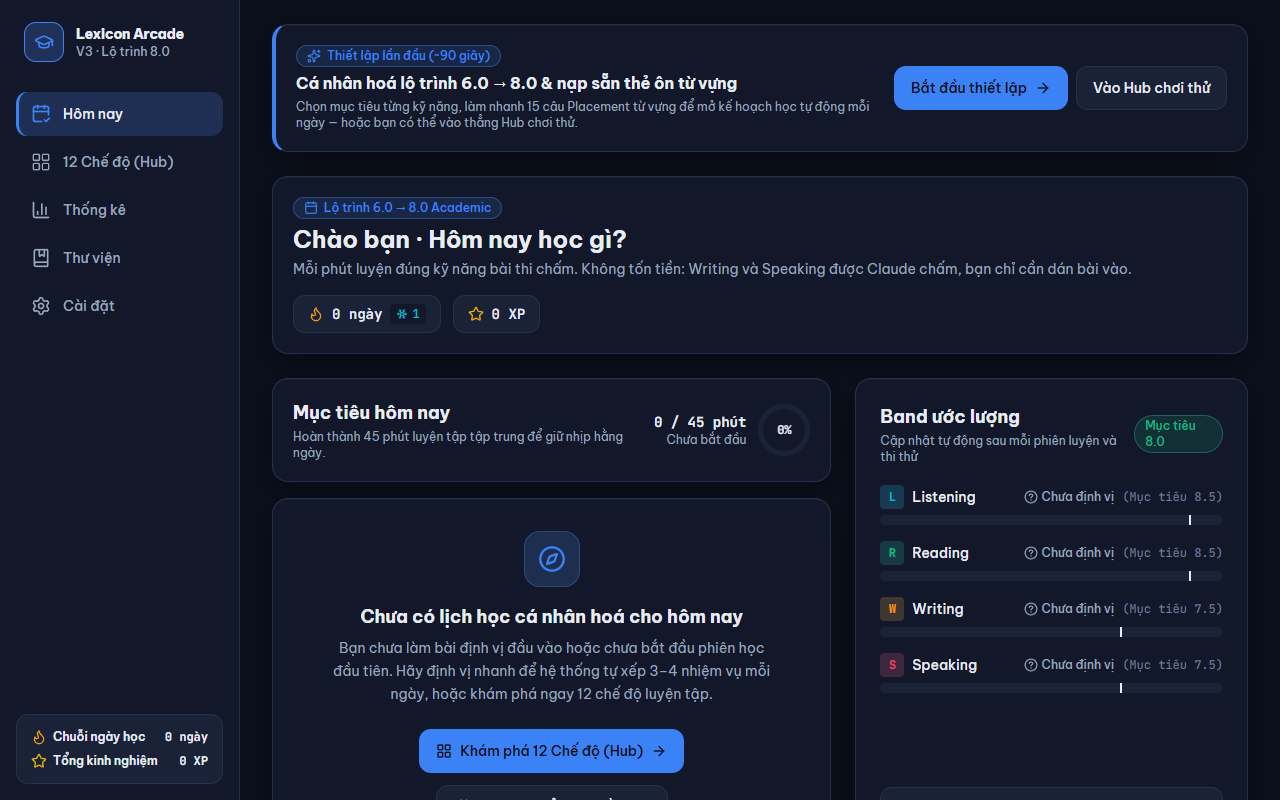 Lexicon Arcade
V3 · Lộ trình 8.0
Hôm nay
12 Chế độ (Hub)
Thống kê
Thư viện
Cài đặt
Chuỗi ngày học 0 ngày
Tổng kinh nghiệm 0 XP
Thiết lập lần đầu (~90 giây)
Cá nhân hoá lộ trình 6.0 → 8.0 & nạp sẵn thẻ ôn từ vựng
Chọn mục tiêu từng kỹ năng, làm nhanh 15 câu Placement từ vựng để mở kế hoạch học tự động mỗi
ngày — hoặc bạn có thể vào thẳng Hub chơi thử.
Bắt đầu thiết lập →
Vào Hub chơi thử
Lộ trình 6.0 → 8.0 Academic
Chào bạn · Hôm nay học gì?
Mỗi phút luyện đúng kỹ năng bài thi chấm. Không tốn tiền: Writing và Speaking được Claude chấm, bạn chỉ cần dán bài vào.
0 ngày 1
0 XP
Mục tiêu hôm nay
Hoàn thành 45 phút luyện tập tập trung để giữ nhịp hằng
ngày.
0 / 45 phút
Chưa bắt đầu
0%
Chưa có lịch học cá nhân hoá cho hôm nay
Bạn chưa làm bài định vị đầu vào hoặc chưa bắt đầu phiên học
đầu tiên. Hãy định vị nhanh để hệ thống tự xếp 3–4 nhiệm vụ mỗi
ngày, hoặc khám phá ngay 12 chế độ luyện tập.
Khám phá 12 Chế độ (Hub) →
Band ước lượng
Cập nhật tự động sau mỗi phiên luyện và
thi thử
Mục tiêu
8.0
L Listening Chưa định vị (Mục tiêu 8.5)
R Reading Chưa định vị (Mục tiêu 8.5)
W Writing Chưa định vị (Mục tiêu 7.5)
S Speaking Chưa định vị (Mục tiêu 7.5)